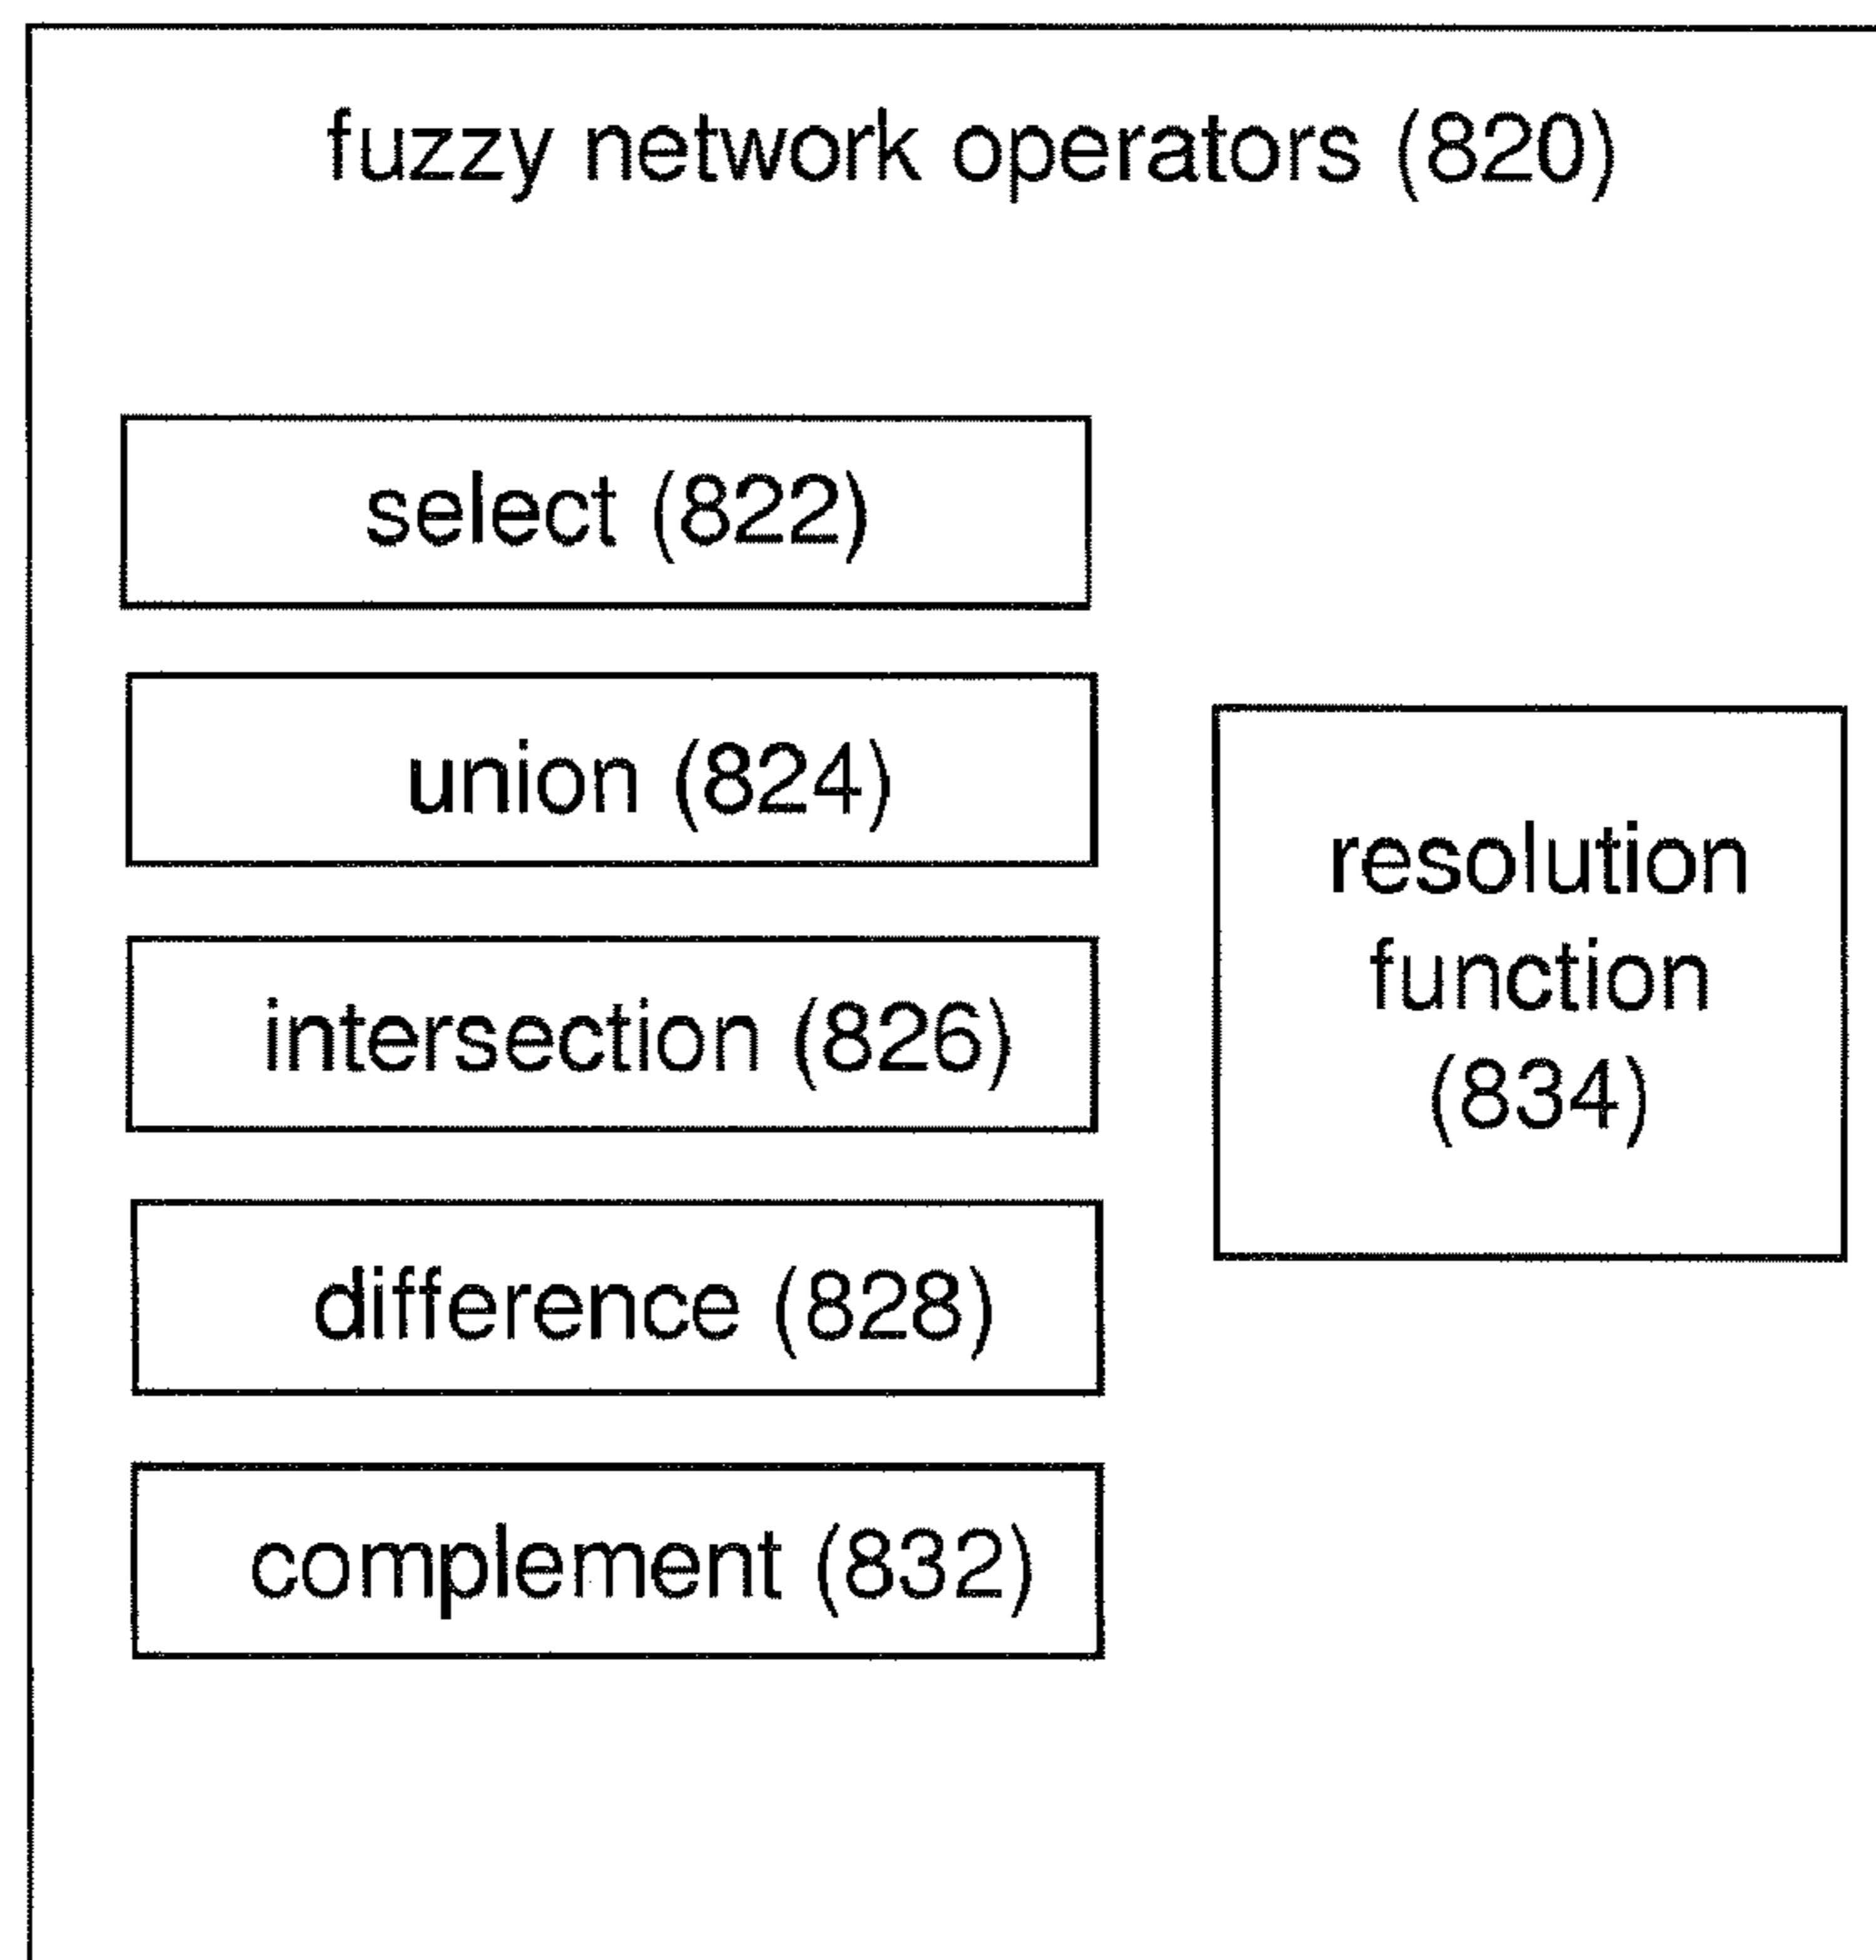 fuzzy network operators (820)
select (822)
union (824)
intersection (826)
difference (828)
complement (832)
resolution
function
(834)